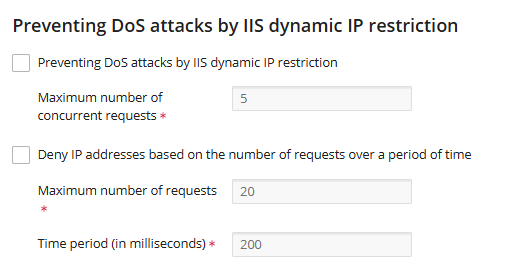 Preventing DoS attacks by IIS dynamic IP restriction
Preventing DoS attacks by IIS dynamic IP restriction
Maximum number of
concurrent requests *
5
Deny IP addresses based on the number of requests over a period of time
Maximum number of requests
*
20
Time period (in milliseconds) *
200